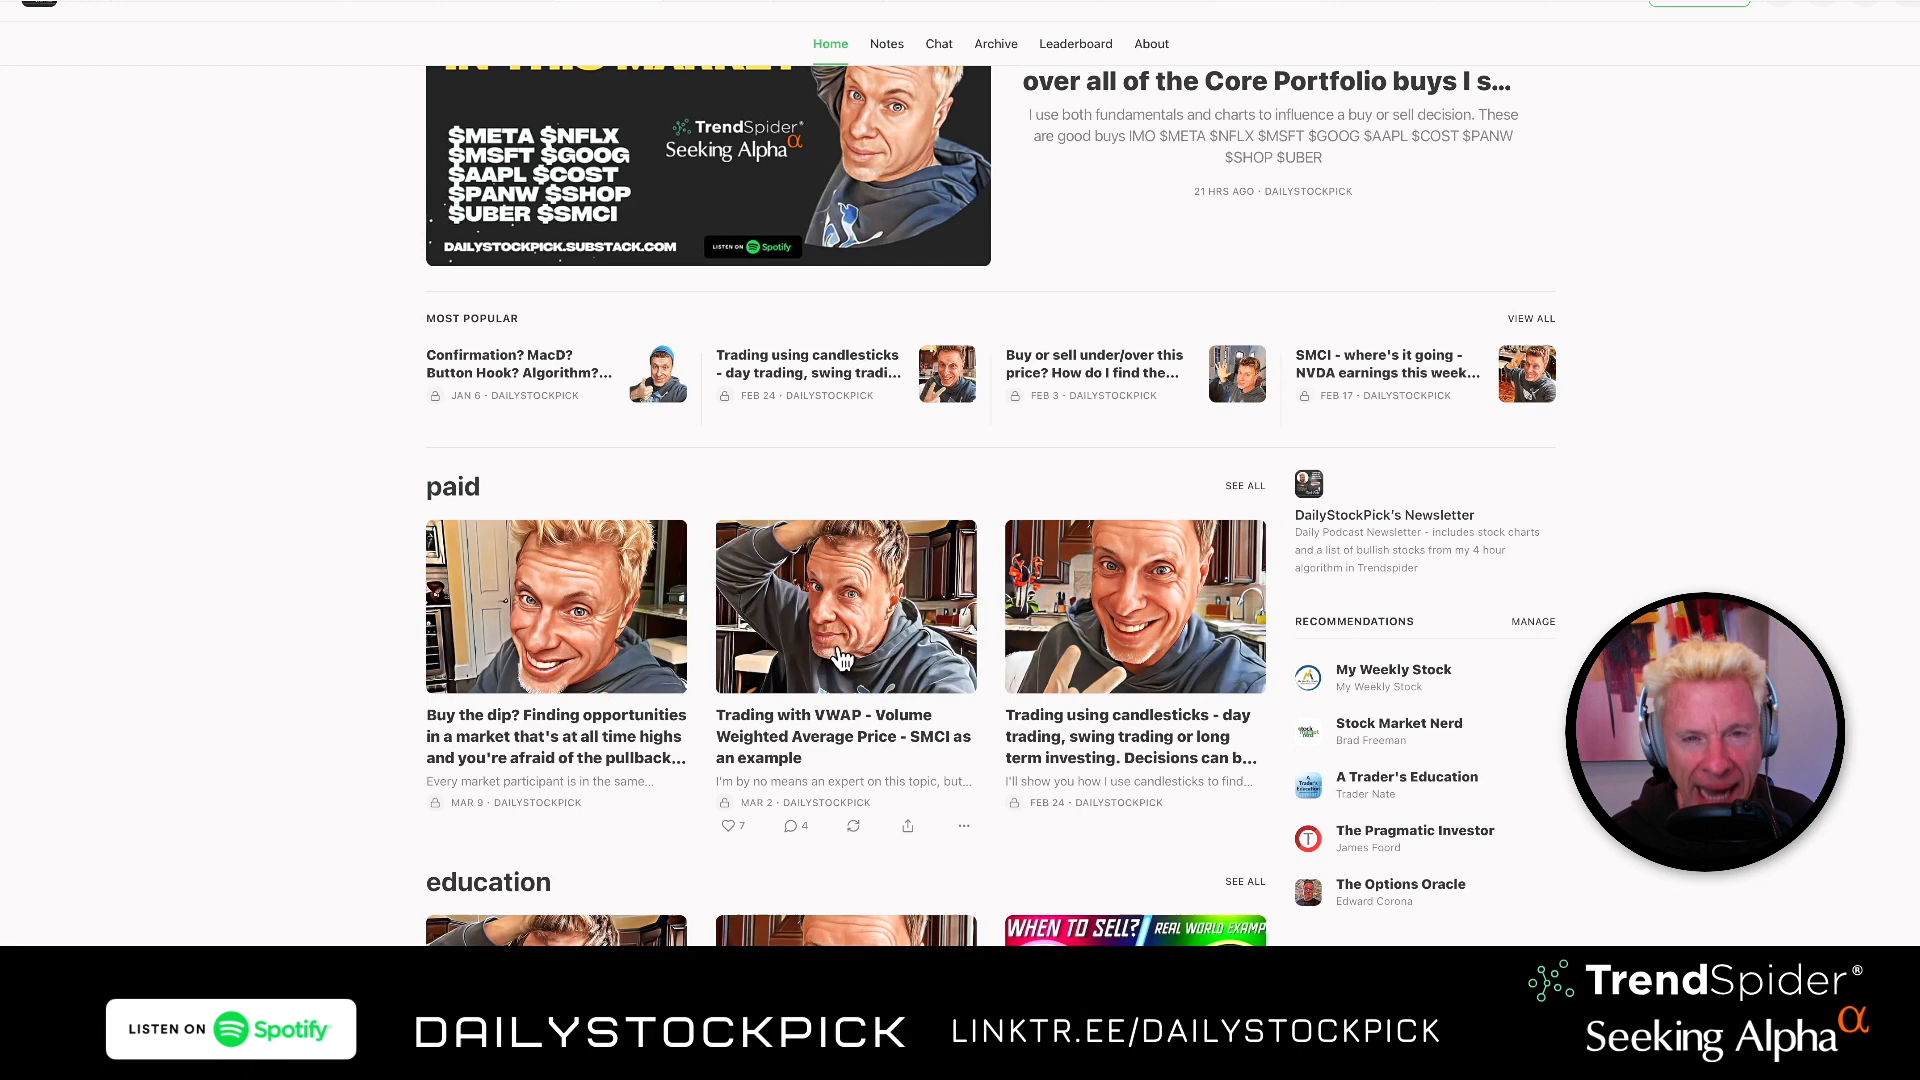 Home Notes Chat Archive Leaderboard About
$META $NFLX
$MSFT $GOOG
$AAPL $COST
$PANW $SHOP
$UBER $SMCI
TrendSpider
Seeking Alpha α
DAILYSTOCKPICK.SUBSTACK.COM
LISTEN ON Spotify
over all of the Core Portfolio buys I s...
I use both fundamentals and charts to influence a buy or sell decision. These
are good buys IMO $META $NFLX $MSFT $GOOG $AAPL $COST $PANW
$SHOP $UBER
21 HRS AGO · DAILYSTOCKPICK
MOST POPULAR
VIEW ALL
Confirmation? MacD?
Button Hook? Algorithm?...
JAN 6 · DAILYSTOCKPICK
Trading using candlesticks
- day trading, swing tradi...
FEB 24 · DAILYSTOCKPICK
Buy or sell under/over this
price? How do I find the...
FEB 3 · DAILYSTOCKPICK
SMCI - where's it going -
NVDA earnings this week...
FEB 17 · DAILYSTOCKPICK
paid
SEE ALL
Buy the dip? Finding opportunities
in a market that's at all time highs
and you're afraid of the pullback...
Every market participant is in the same...
MAR 9 · DAILYSTOCKPICK
Trading with VWAP - Volume
Weighted Average Price - SMCI as
an example
I'm by no means an expert on this topic, but...
MAR 2 · DAILYSTOCKPICK
7 4
Trading using candlesticks - day
trading, swing trading or long
term investing. Decisions can b...
I'll show you how I use candlesticks to find...
FEB 24 · DAILYSTOCKPICK
DailyStockPick's Newsletter
Daily Podcast Newsletter - includes stock charts
and a list of bullish stocks from my 4 hour
algorithm in Trendspider
RECOMMENDATIONS
MANAGE
My Weekly Stock
My Weekly Stock
Stock Market Nerd
Brad Freeman
A Trader's Education
Trader Nate
The Pragmatic Investor
James Foord
The Options Oracle
Edward Corona
education
SEE ALL
WHEN TO SELL? REAL WORLD EXAMP
LISTEN ON Spotify
DAILYSTOCKPICK
LINKTR.EE/DAILYSTOCKPICK
TrendSpider®
Seeking Alpha α